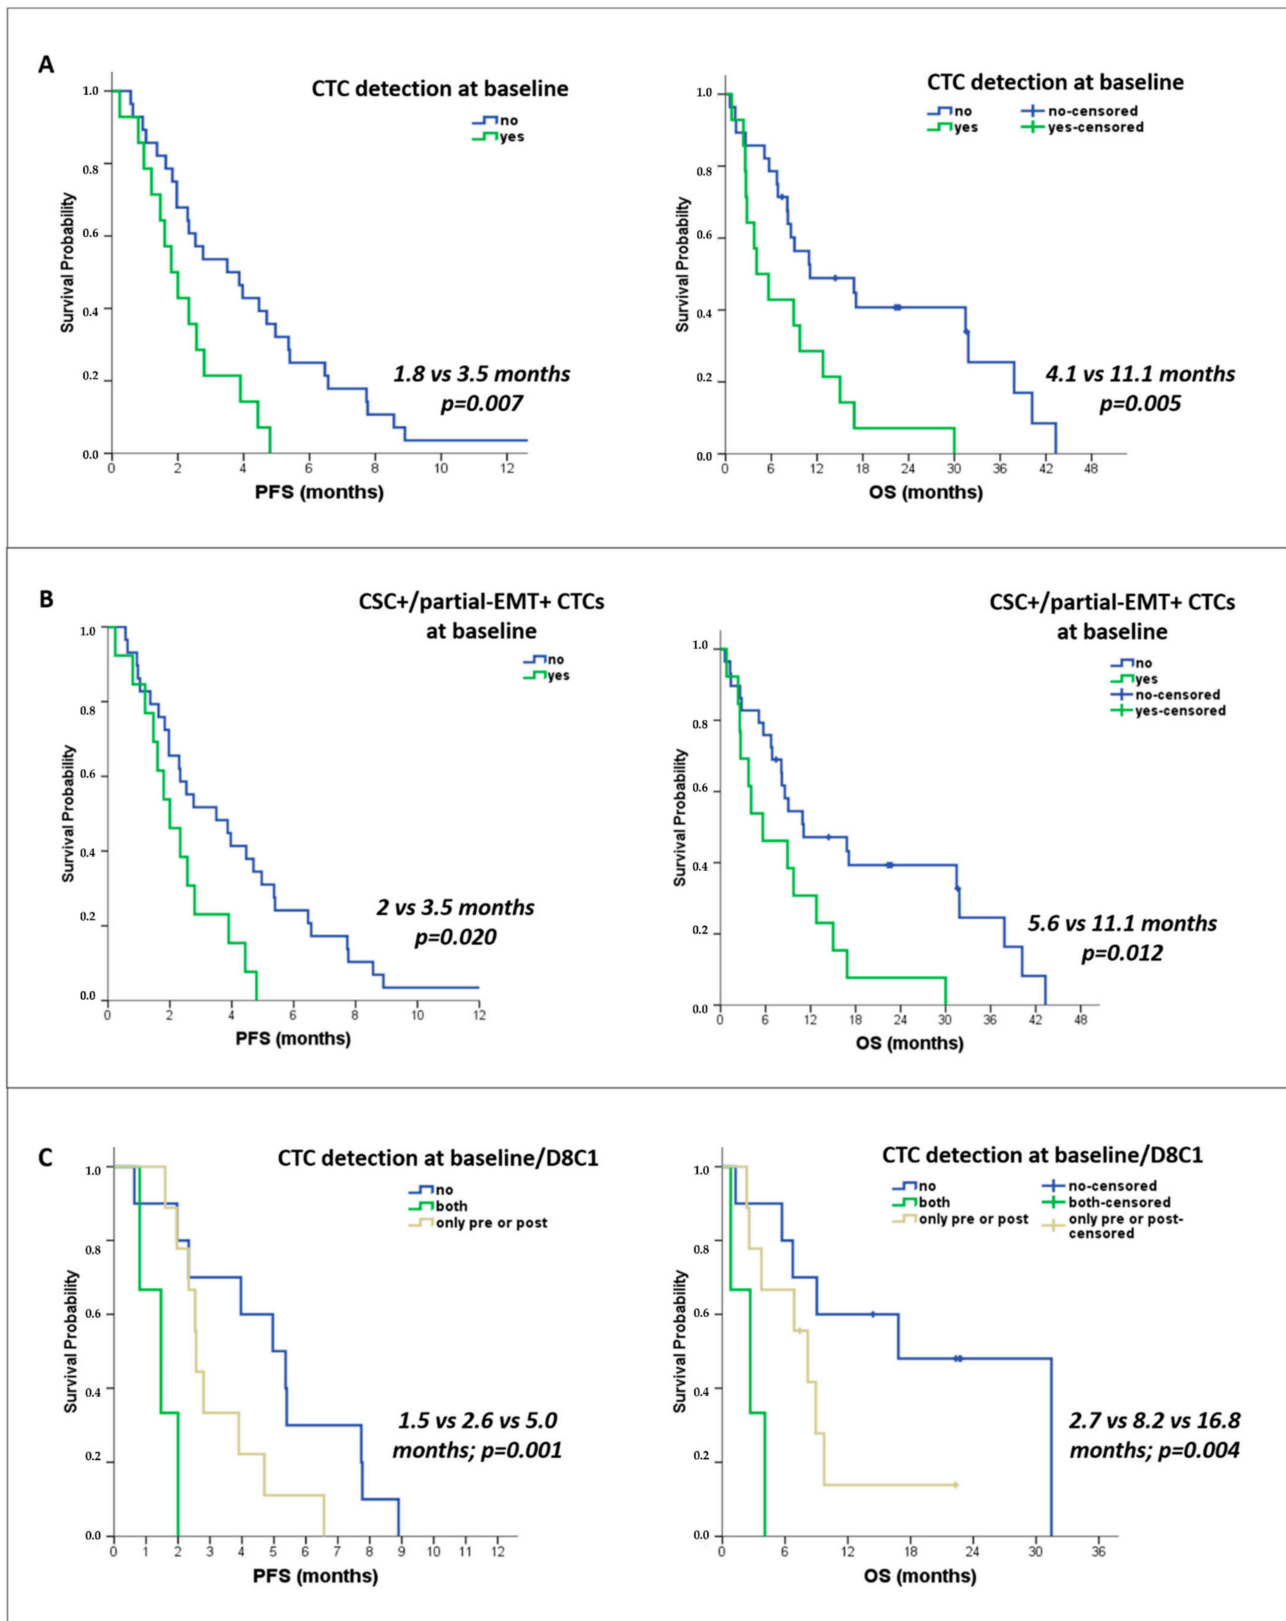 A
CTC detection at baseline
no
yes
1.0
0.8
0.6
0.4
0.2
0.0
Survival Probability
1.8 vs 3.5 months
p=0.007
0 2 4 6 8 10 12
PFS (months)
CTC detection at baseline
no no-censored
yes yes-censored
1.0
0.8
0.6
0.4
0.2
0.0
Survival Probability
4.1 vs 11.1 months
p=0.005
0 6 12 18 24 30 36 42 48
OS (months)
B
CSC+/partial-EMT+ CTCs
at baseline
no
yes
1.0
0.8
0.6
0.4
0.2
0.0
Survival Probability
2 vs 3.5 months
p=0.020
0 2 4 6 8 10 12
PFS (months)
CSC+/partial-EMT+ CTCs
at baseline
no
yes
no-censored
yes-censored
1.0
0.8
0.6
0.4
0.2
0.0
Survival Probability
5.6 vs 11.1 months
p=0.012
0 6 12 18 24 30 36 42 48
OS (months)
C
CTC detection at baseline/D8C1
no
both
only pre or post
1.0
0.8
0.6
0.4
0.2
0.0
Survival Probability
1.5 vs 2.6 vs 5.0
months; p=0.001
0 1 2 3 4 5 6 7 8 9 10 11 12
PFS (months)
CTC detection at baseline/D8C1
no no-censored
both both-censored
only pre or post only pre or post-
censored
1.0
0.8
0.6
0.4
0.2
0.0
Survival Probability
2.7 vs 8.2 vs 16.8
months; p=0.004
0 6 12 18 24 30 36
OS (months)